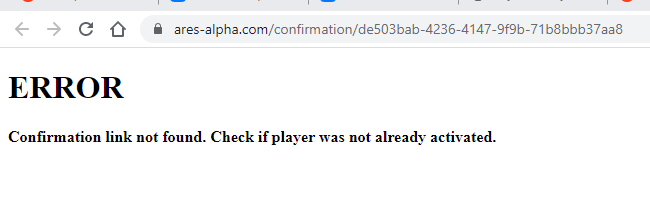 ares-alpha.com/confirmation/de503bab-4236-4147-9f9b-71b8bbb37aa8
ERROR
Confirmation link not found. Check if player was not already activated.